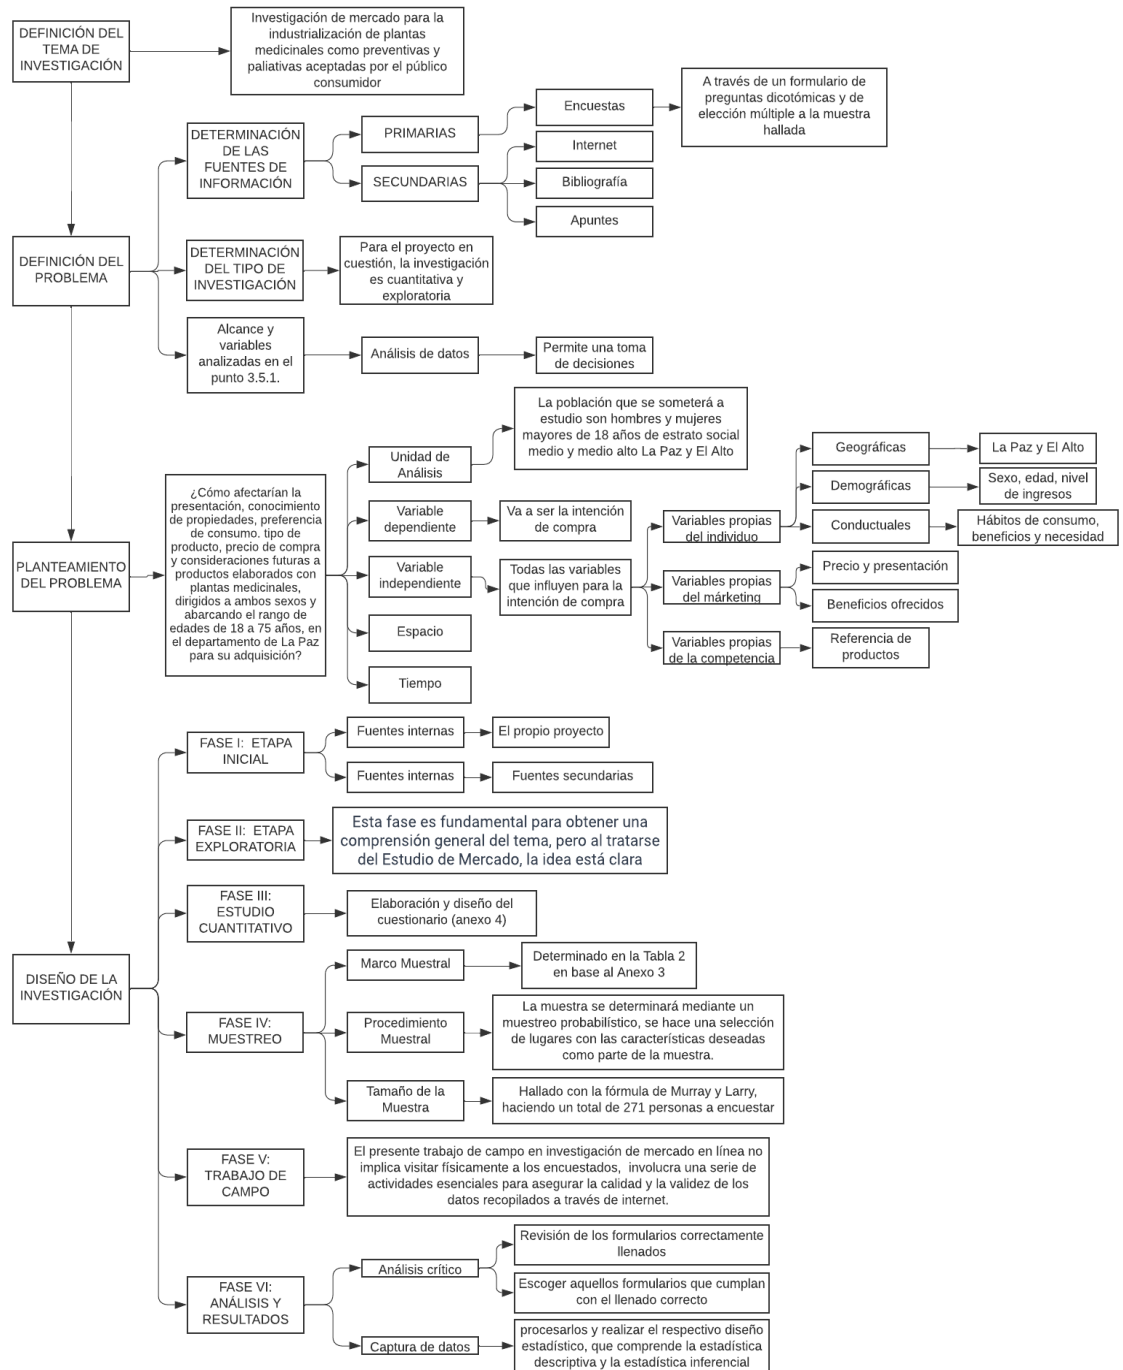 DEFINICIÓN DEL
TEMA DE
INVESTIGACIÓN
Investigación de mercado para la
industrialización de plantas
medicinales como preventivas y
paliativas aceptadas por el público
consumidor
DEFINICIÓN DEL
PROBLEMA
DETERMINACIÓN
DE LAS
FUENTES DE
INFORMACIÓN
PRIMARIAS
Encuestas
A través de un formulario de
preguntas dicotómicas y de
elección múltiple a la muestra
hallada
SECUNDARIAS
Internet
Bibliografía
Apuntes
DETERMINACIÓN
DEL TIPO DE
INVESTIGACIÓN
Para el proyecto en
cuestión, la investigación
es cuantitativa y
exploratoria
Alcance y
variables
analizadas en el
punto 3.5.1.
Análisis de datos
Permite una toma
de decisiones
PLANTEAMIENTO
DEL PROBLEMA
¿Cómo afectarían la
presentación, conocimiento
de propiedades, preferencia
de consumo. tipo de
producto, precio de compra
y consideraciones futuras a
productos elaborados con
plantas medicinales,
dirigidos a ambos sexos y
abarcando el rango de
edades de 18 a 75 años, en
el departamento de La Paz
para su adquisición?
Unidad de
Análisis
La población que se someterá a
estudio son hombres y mujeres
mayores de 18 años de estrato social
medio y medio alto La Paz y El Alto
Variable
dependiente
Va a ser la intención
de compra
Variable
independiente
Todas las variables
que influyen para la
intención de compra
Variables propias
del individuo
Geográficas
La Paz y El Alto
Demográficas
Sexo, edad, nivel
de ingresos
Conductuales
Hábitos de consumo,
beneficios y necesidad
Variables propias
del márketing
Precio y presentación
Beneficios ofrecidos
Variables propias
de la competencia
Referencia de
productos
Espacio
Tiempo
DISEÑO DE LA
INVESTIGACIÓN
FASE I:  ETAPA
INICIAL
Fuentes internas
El propio proyecto
Fuentes internas
Fuentes secundarias
FASE II:  ETAPA
EXPLORATORIA
Esta fase es fundamental para obtener una
comprensión general del tema, pero al tratarse
del Estudio de Mercado, la idea está clara
FASE III:
ESTUDIO
CUANTITATIVO
Elaboración y diseño del
cuestionario (anexo 4)
FASE IV:
MUESTREO
Marco Muestral
Determinado en la Tabla 2
en base al Anexo 3
Procedimiento
Muestral
La muestra se determinará mediante un
muestreo probabilístico, se hace una selección
de lugares con las características deseadas
como parte de la muestra.
Tamaño de la
Muestra
Hallado con la fórmula de Murray y Larry,
haciendo un total de 271 personas a encuestar
FASE V:
TRABAJO DE
CAMPO
El presente trabajo de campo en investigación de mercado en línea no
implica visitar físicamente a los encuestados,  involucra una serie de
actividades esenciales para asegurar la calidad y la validez de los
datos recopilados a través de internet.
FASE VI:
ANÁLISIS Y
RESULTADOS
Análisis crítico
Revisión de los formularios correctamente
llenados
Escoger aquellos formularios que cumplan
con el llenado correcto
Captura de datos
procesarlos y realizar el respectivo diseño
estadístico, que comprende la estadística
descriptiva y la estadística inferencial